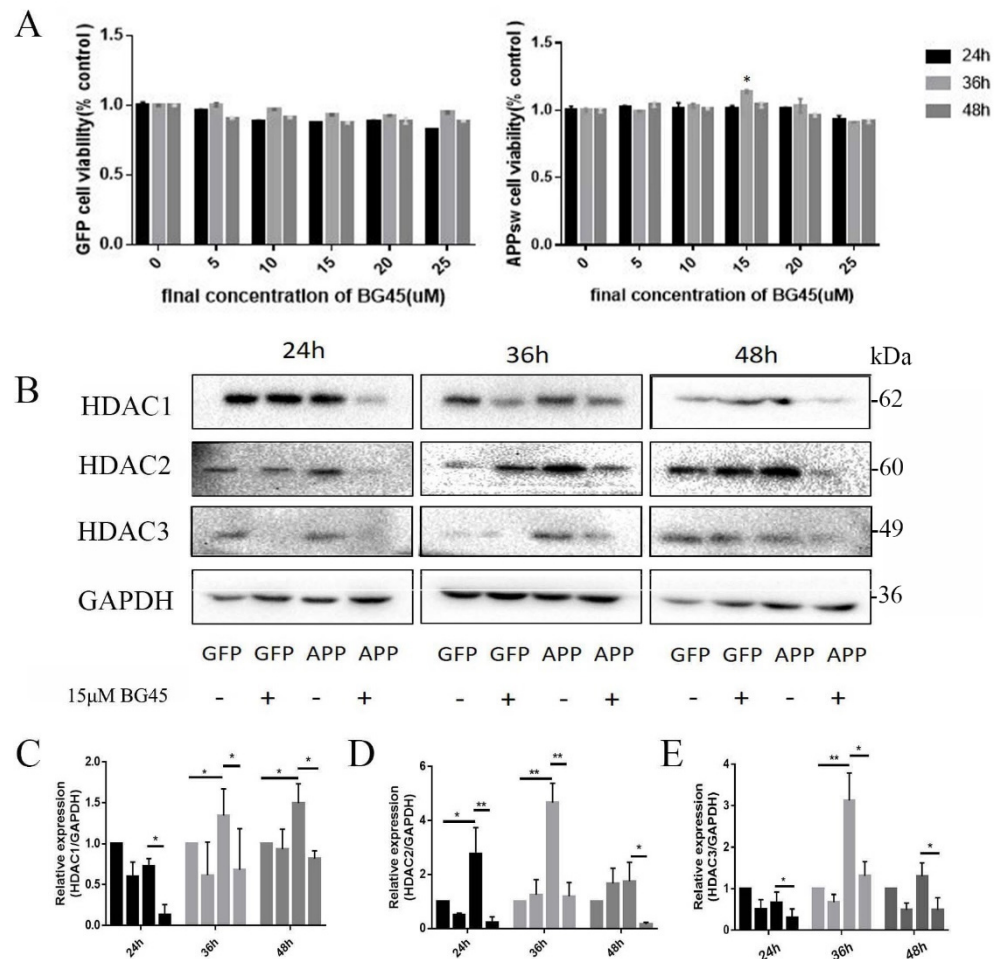 A
GFP cell viability(% control )
1.5
1.0
0.5
0.0
0 5 10 15 20 25
final concentration of BG45(uM)
APPsw cell viability(% control )
1.5
1.0
0.5
0.0
*
0 5 10 15 20 25
final concentration of BG45(uM)
24h
36h
48h
B
24h 36h 48h kDa
HDAC1 -62
HDAC2 -60
HDAC3 -49
GAPDH -36
GFP GFP APP APP GFP GFP APP APP GFP GFP APP APP
15μM BG45 - + - + - + - + - + - +
C
Relative expression
(HDAC1/GAPDH)
2.0
1.5
1.0
0.5
0.0
* * * * *
24h 36h 48h
D
Relative expression
(HDAC2/GAPDH)
6
4
2
0
* ** ** ** *
24h 36h 48h
E
Relative expression
(HDAC3/GAPDH)
4
3
2
1
0
* ** * *
24h 36h 48h